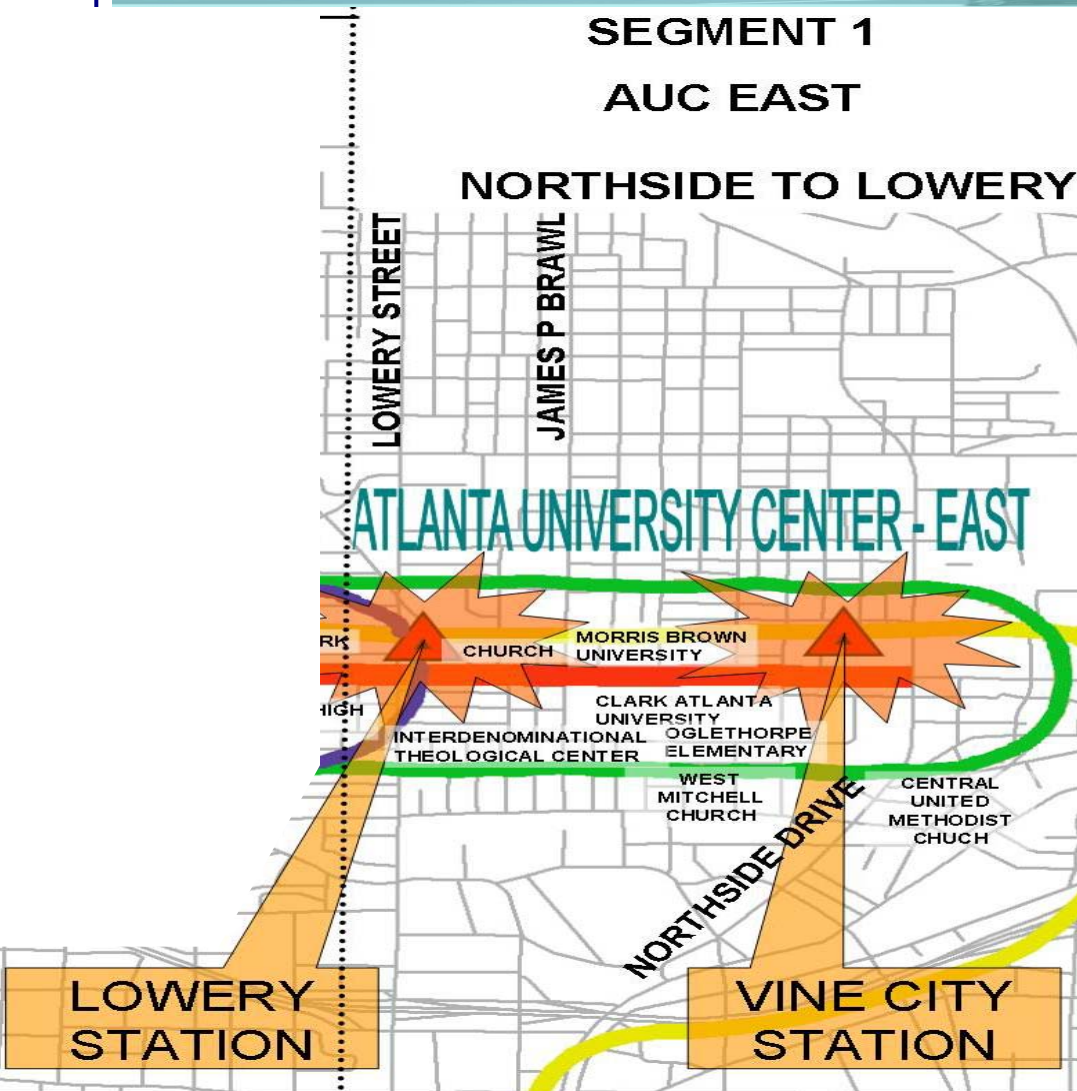 SEGMENT 1
AUC EAST
NORTHSIDE TO LOWERY
LOWERY STREET
JAMES P BRAWL
ATLANTA UNIVERSITY CENTER - EAST
RK
CHURCH
MORRIS BROWN
UNIVERSITY
HIGH
CLARK ATLANTA
UNIVERSITY
INTERDENOMINATIONAL
THEOLOGICAL CENTER
OGLETHORPE
ELEMENTARY
WEST
MITCHELL
CHURCH
CENTRAL
UNITED
METHODIST
CHUCH
NORTHSIDE DRIVE
LOWERY
STATION
VINE CITY
STATION